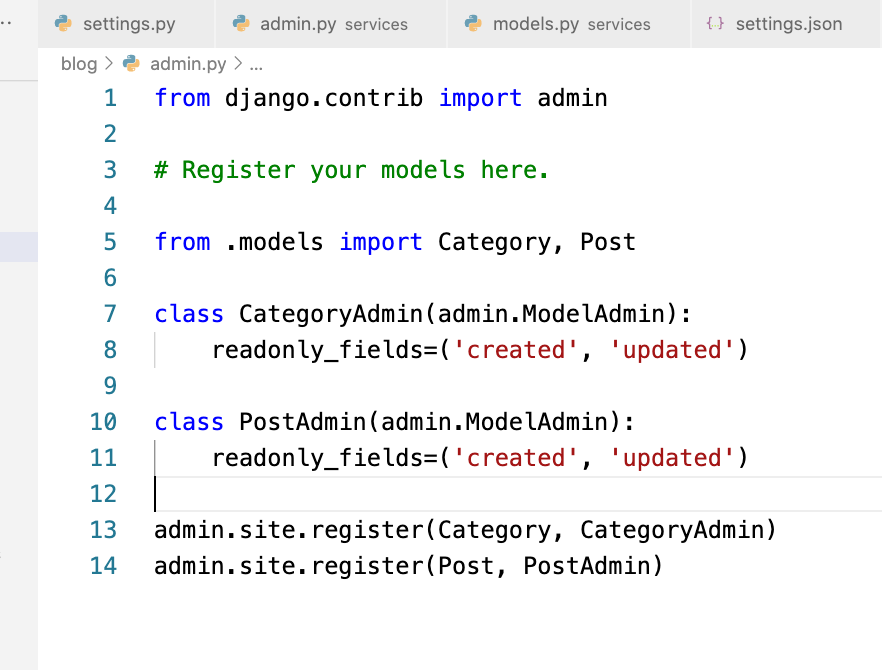 settings.py admin.py services models.py services {} settings.json
blog > admin.py > ...
1 from django.contrib import admin
2
3 # Register your models here.
4
5 from .models import Category, Post
6
7 class CategoryAdmin(admin.ModelAdmin):
8     readonly_fields=('created', 'updated')
9
10 class PostAdmin(admin.ModelAdmin):
11     readonly_fields=('created', 'updated')
12
13 admin.site.register(Category, CategoryAdmin)
14 admin.site.register(Post, PostAdmin)